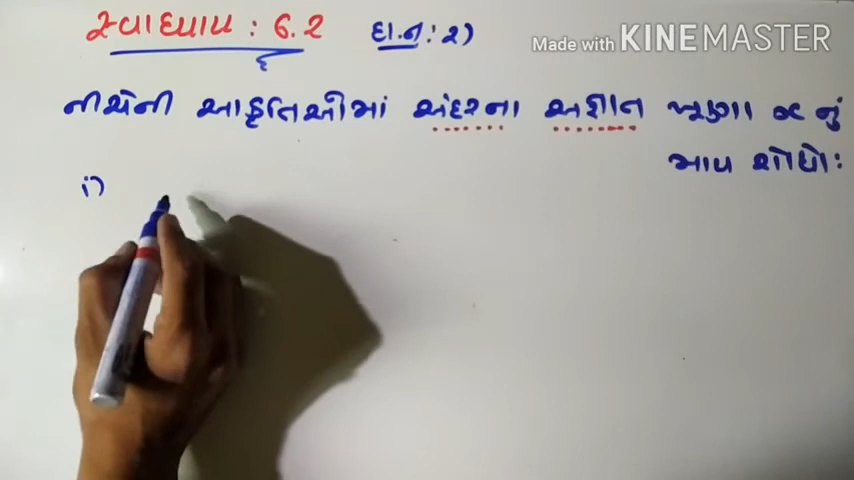 સ્વાધ્યાય : 6.2 દા.ન : 2)
Made with KINEMASTER
નીચેની આકૃતિઓમાં અંદરના અજ્ઞાત ખૂણા x નું
માપ શોધો :
i)